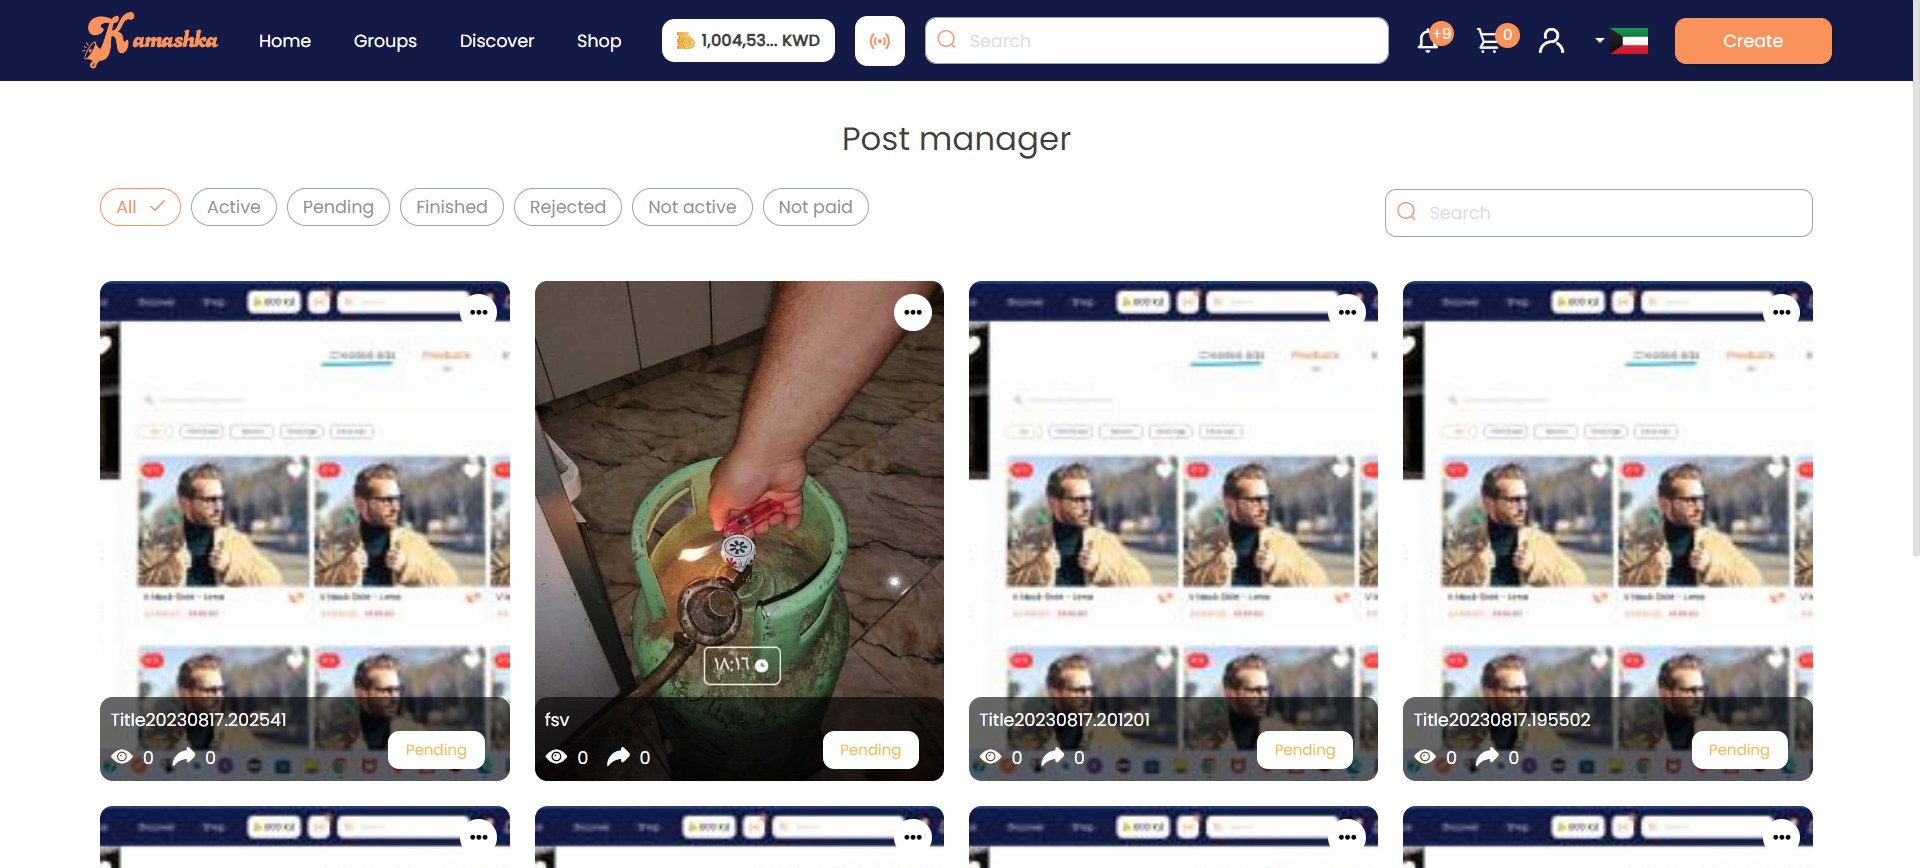 Kamashka Home Groups Discover Shop 1,004,53... KWD Search +9 0 Create
Post manager
All Active Pending Finished Rejected Not active Not paid Search
١٨:١٦
Title20230817.202541
0 0 Pending
fsv
0 0 Pending
Title20230817.201201
0 0 Pending
Title20230817.195502
0 0 Pending